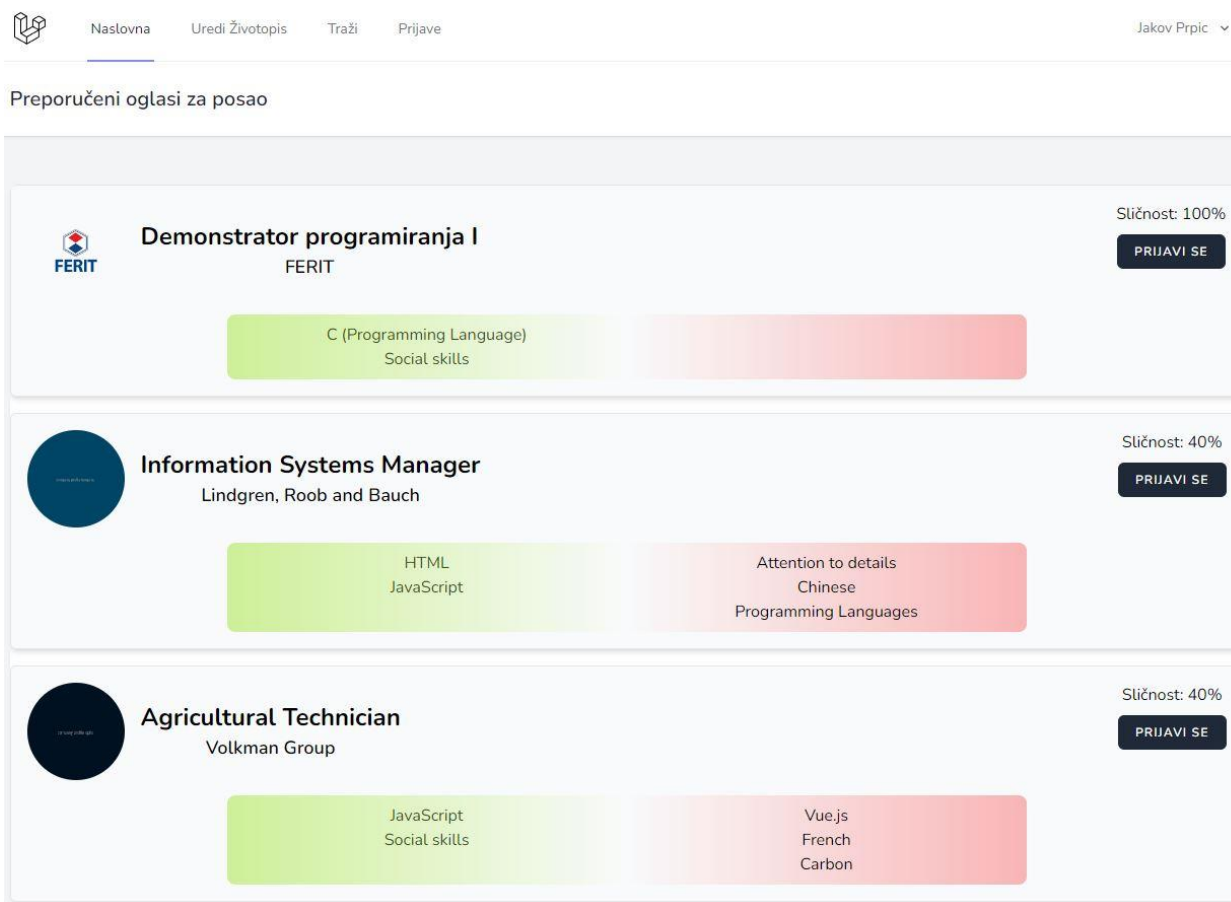 Naslovna Uredi Životopis Traži Prijave Jakov Prpic
Preporučeni oglasi za posao
Sličnost: 100%
FERIT
Demonstrator programiranja I
FERIT
PRIJAVI SE
C (Programming Language)
Social skills
Sličnost: 40%
Information Systems Manager
Lindgren, Roob and Bauch
PRIJAVI SE
HTML
JavaScript
Attention to details
Chinese
Programming Languages
Sličnost: 40%
Agricultural Technician
Volkman Group
PRIJAVI SE
JavaScript
Social skills
Vue.js
French
Carbon